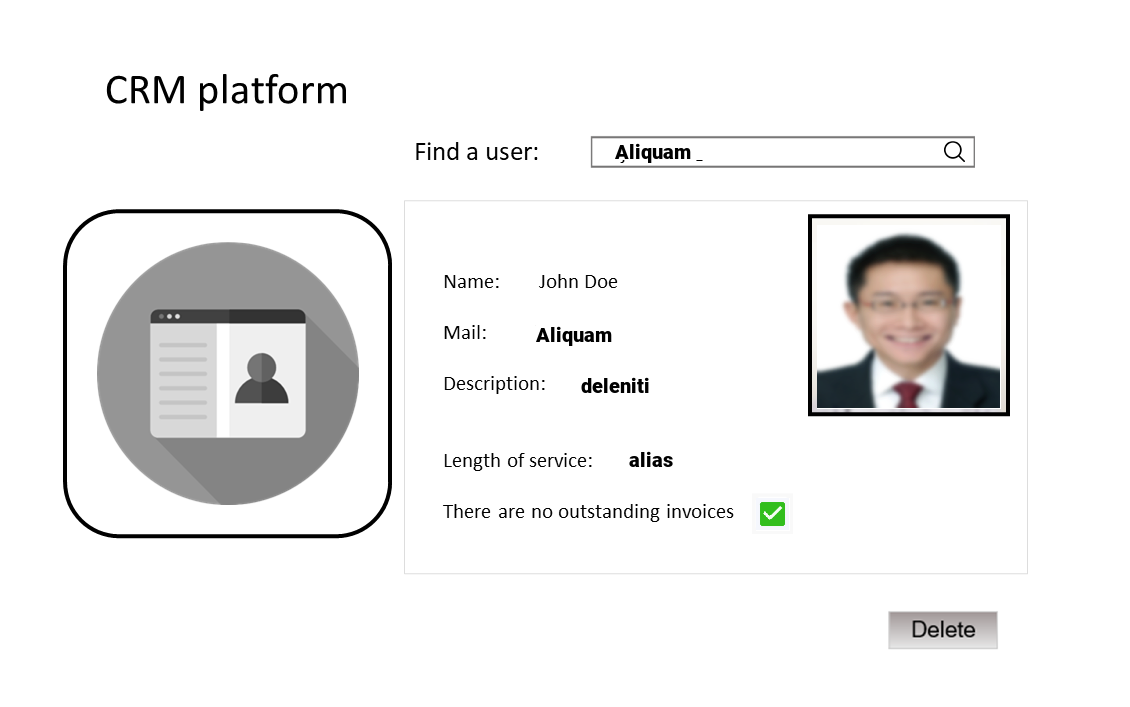 CRM platform
Find a user: Aliquam _
Name: John Doe
Mail: Aliquam
Description: deleniti
Length of service: alias
There are no outstanding invoices
Delete